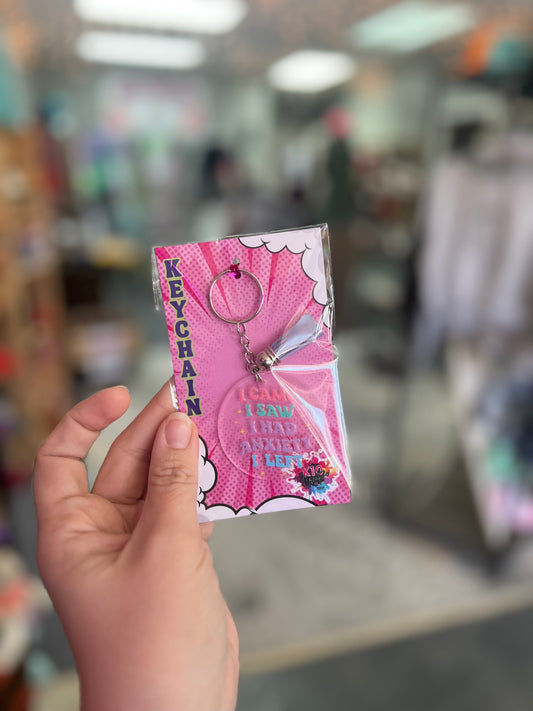 KEYCHAIN
I CAME
I SAW
I HAD
ANXIETY
I LEFT